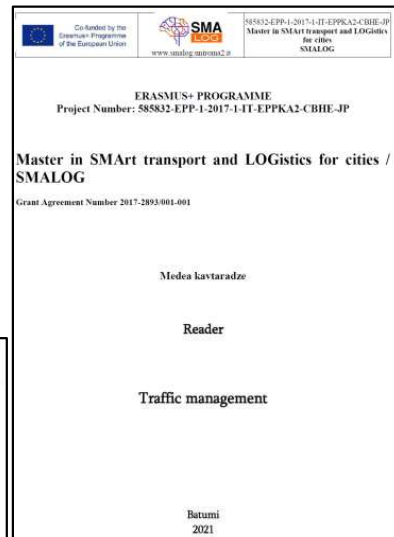 Co-funded by the
Erasmus+ Programme
of the European Union
SMA
LOG
www.smalog.uniroma2.it
585832-EPP-1-2017-1-IT-EPPKA2-CBHE-JP
Master in SMArt transport and LOGistics
for cities
SMALOG
ERASMUS+ PROGRAMME
Project Number: 585832-EPP-1-2017-1-IT-EPPKA2-CBHE-JP
Master in SMArt transport and LOGistics for cities /
SMALOG
Grant Agreement Number 2017-2893/001-001
Medea kavtaradze
Reader
Traffic management
Batumi
2021